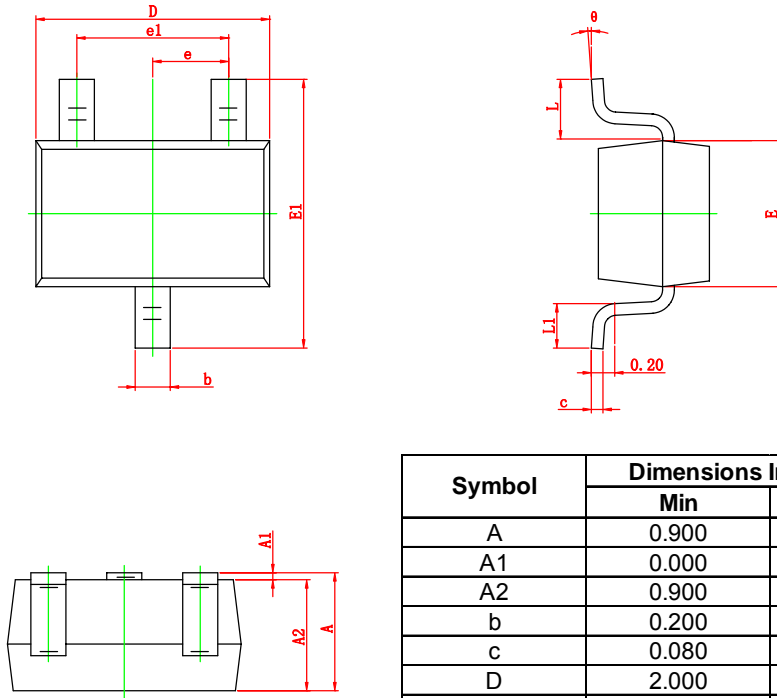 D
e1
e
E1
b
θ
L
E
L1
0.20
c
A1
A2
A
Symbol
Dimensions I
Min
A 0.900
A1 0.000
A2 0.900
b 0.200
c 0.080
D 2.000